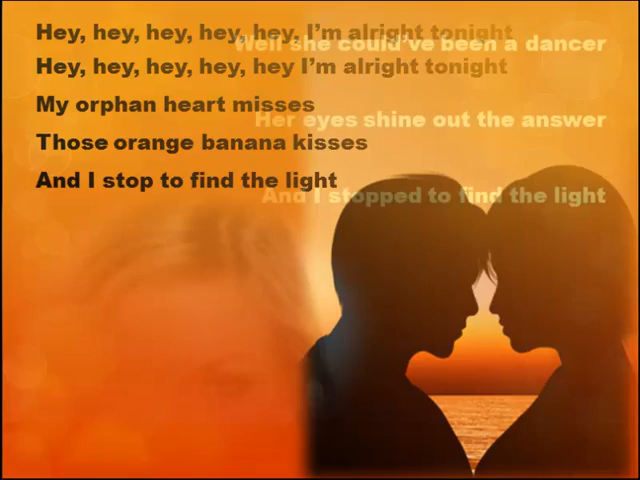 Hey, hey, hey, hey, hey, I'm alright tonight
Well she could've been a dancer
Hey, hey, hey, hey, hey I'm alright tonight
My orphan heart misses
Her eyes shine out the answer
Those orange banana kisses
And I stop to find the light
And I stopped to find the light